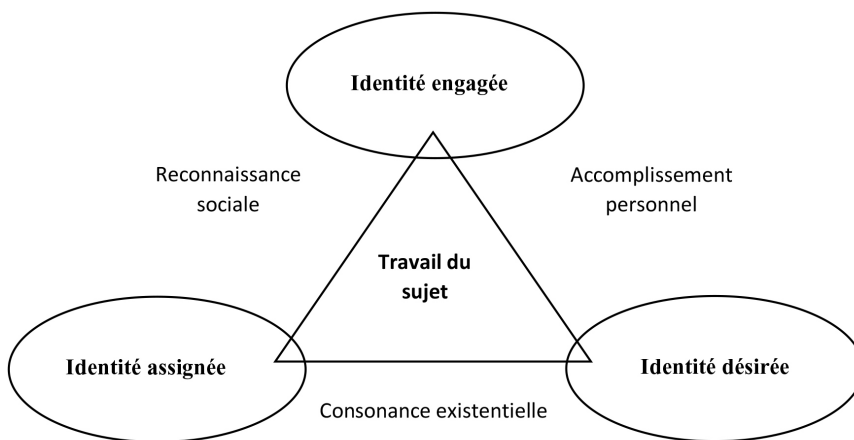 Identité engagée
Reconnaissance
sociale
Accomplissement
personnel
Travail du
sujet
Identité assignée
Identité désirée
Consonance existentielle